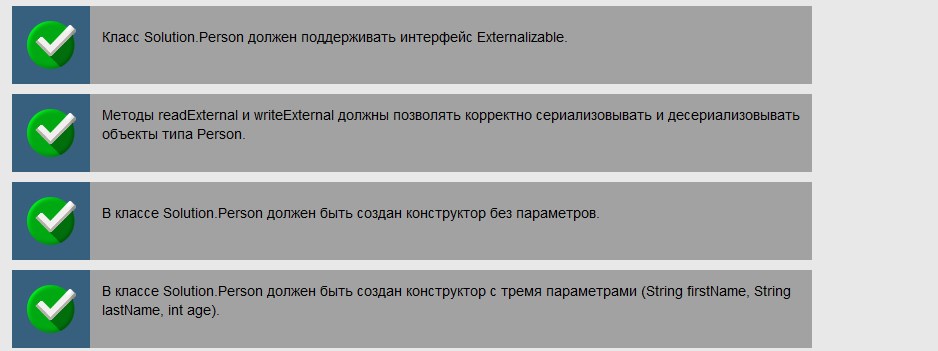 Класс Solution.Person должен поддерживать интерфейс Externalizable.
Методы readExternal и writeExternal должны позволять корректно сериализовывать и десериализовывать
объекты типа Person.
В классе Solution.Person должен быть создан конструктор без параметров.
В классе Solution.Person должен быть создан конструктор с тремя параметрами (String firstName, String
lastName, int age).